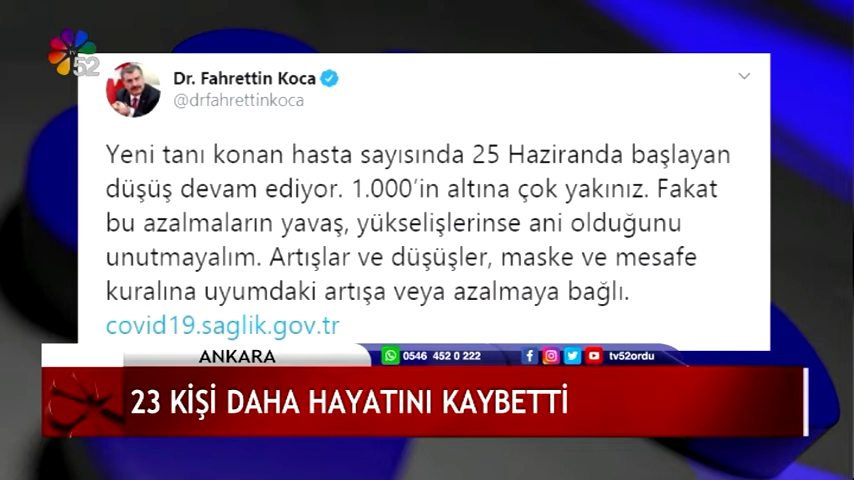 TV
52
Dr. Fahrettin Koca
@drfahrettinkoca
Yeni tanı konan hasta sayısında 25 Haziranda başlayan
düşüş devam ediyor. 1.000'in altına çok yakınız. Fakat
bu azalmaların yavaş, yükselişlerinse ani olduğunu
unutmayalım. Artışlar ve düşüşler, maske ve mesafe
kuralına uyumdaki artışa veya azalmaya bağlı.
covid19.saglik.gov.tr
ANKARA
0546 452 0 222
tv52ordu
23 KİŞİ DAHA HAYATINI KAYBETTİ